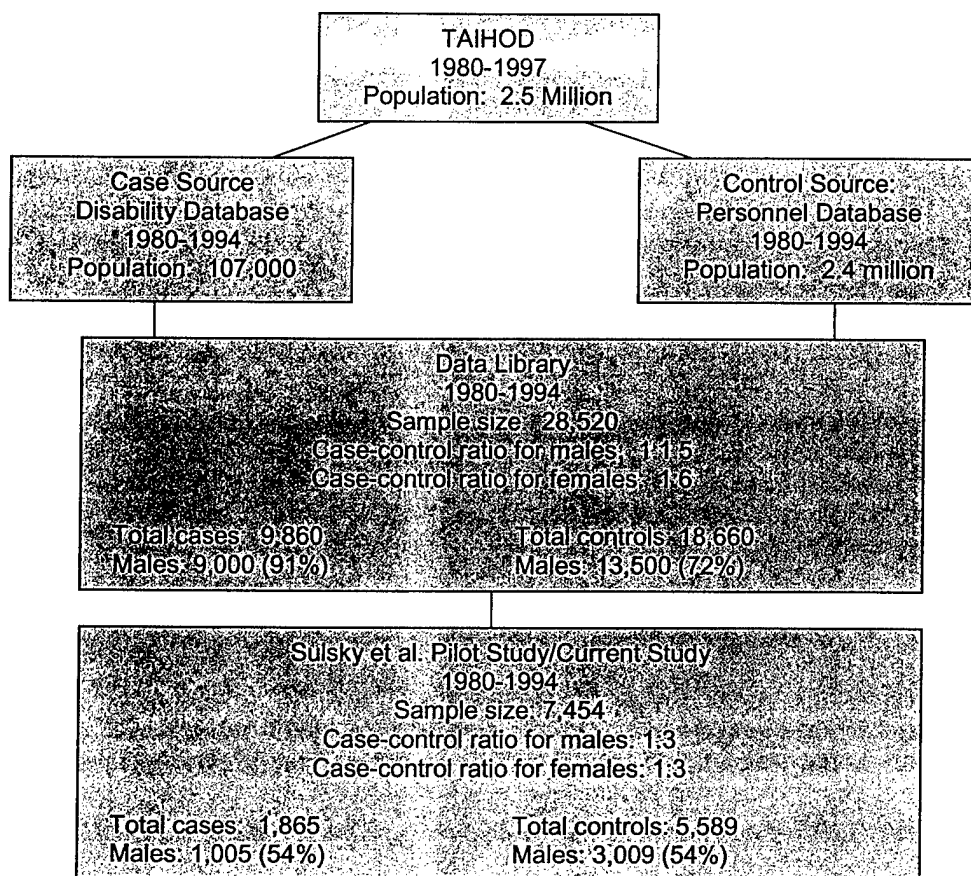 TAIHOD
1980-1997
Population: 2.5 Million
Case Source
Disability Database
1980-1994
Population: 107,000
Control Source:
Personnel Database
1980-1994
Population: 2.4 million
Data Library
1980-1994
Sample size: 28,520
Case-control ratio for males: 1:1.5
Case-control ratio for females: 1:6
Total cases: 9,860
Males: 9,000 (91%)
Total controls: 18,660
Males: 13,500 (72%)
Sulsky et al. Pilot Study/Current Study
1980-1994
Sample size: 7,454
Case-control ratio for males: 1:3
Case-control ratio for females: 1:3
Total cases: 1,865
Males: 1,005 (54%)
Total controls: 5,589
Males: 3,009 (54%)